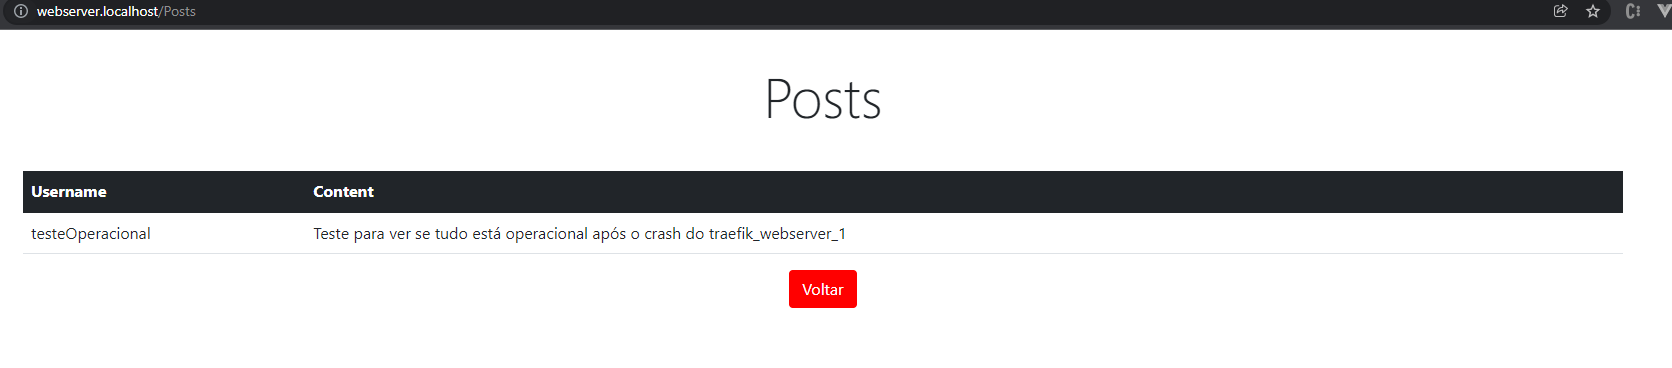 webserver.localhost/Posts
Posts
Username Content
testeOperacional Teste para ver se tudo está operacional após o crash do traefik_webserver_1
Voltar